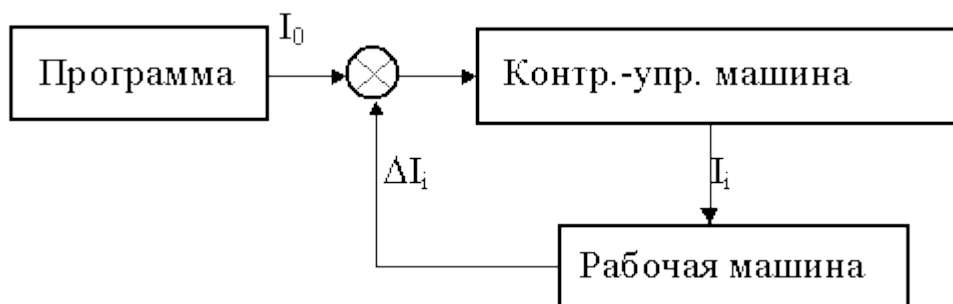 I₀
Программа
Контр.-упр. машина
ΔIᵢ
Iᵢ
Рабочая машина